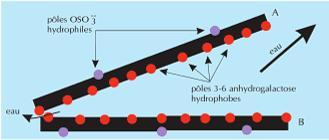 pôles OSO₃⁻
hydrophiles
A
eau
pôles 3-6 anhydrogalactose
hydrophobes
eau
B